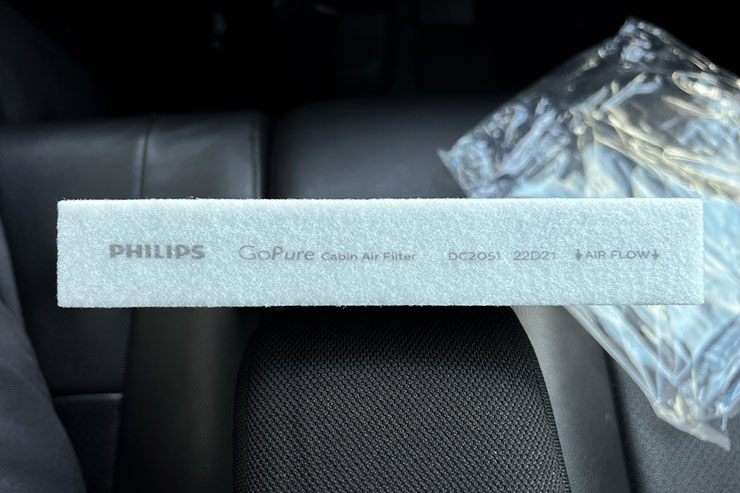 PHILIPS GoPure Cabin Air Filter DC2051 22D21 ↓AIR FLOW↓